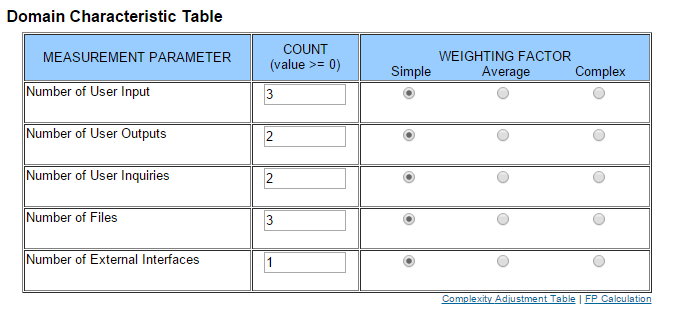 Domain Characteristic Table
MEASUREMENT PARAMETER
COUNT
(value >= 0)
WEIGHTING FACTOR
Simple Average Complex
Number of User Input 3
Number of User Outputs 2
Number of User Inquiries 2
Number of Files 3
Number of External Interfaces 1
Complexity Adjustment Table | FP Calculation